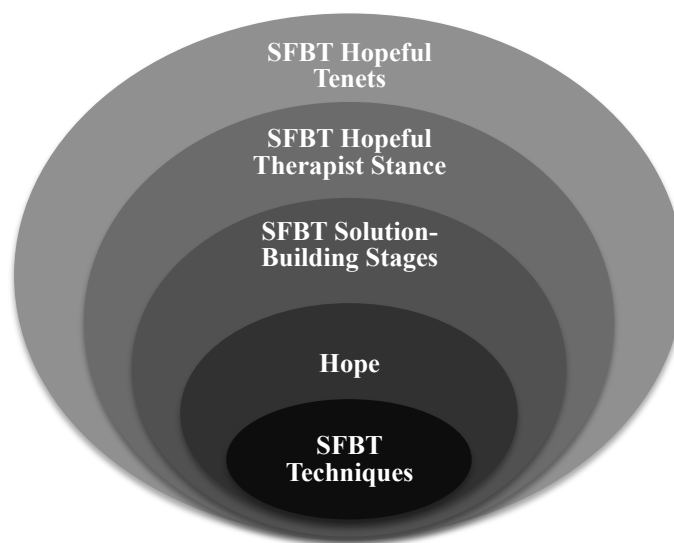 SFBT Hopeful
Tenets
SFBT Hopeful
Therapist Stance
SFBT Solution-
Building Stages
Hope
SFBT
Techniques